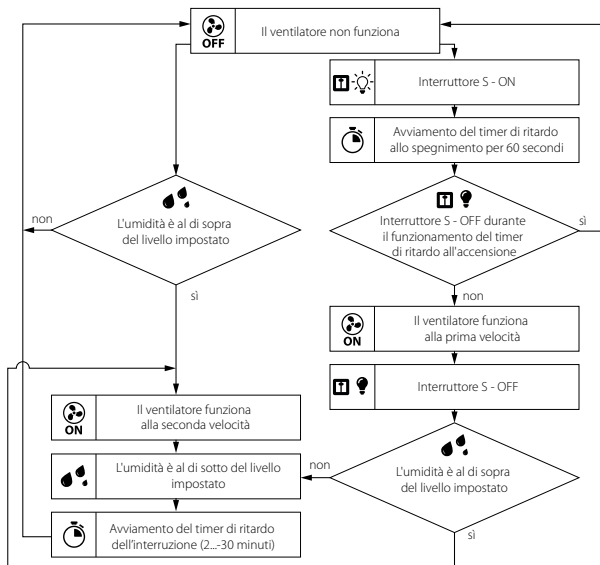 OFF
Il ventilatore non funziona
Interruttore S - ON
Avviamento del timer di ritardo
allo spegnimento per 60 secondi
non
L'umidità è al di sopra
del livello impostato
sì
Interruttore S - OFF durante
il funzionamento del timer
di ritardo all'accensione
sì
non
ON
Il ventilatore funziona
alla prima velocità
Interruttore S - OFF
ON
Il ventilatore funziona
alla seconda velocità
L'umidità è al di sotto del livello
impostato
non
L'umidità è al di sopra
del livello impostato
sì
Avviamento del timer di ritardo
dell'interruzione (2...-30 minuti)